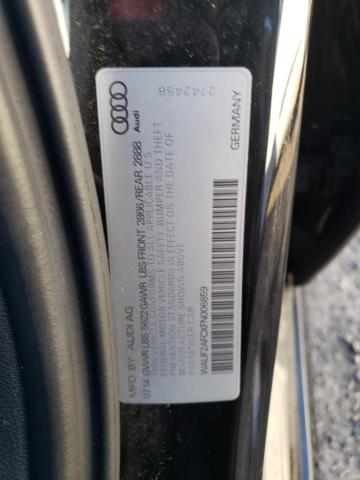 MFD BY AUDI AG
07.14 GVWR LBS 5622 GAWR LBS FRONT 2866/REAR 2888
THIS VEHICLE CONFORMS TO ALL APPLICABLE U.S.
FEDERAL MOTOR VEHICLE SAFETY, BUMPER AND THEFT
PREVENTION STANDARDS IN EFFECT ON THE DATE OF
MANUFACTURE SHOWN ABOVE
PASSENGER CAR
WAUF2AFCXFN006859
Audi
2742458
GERMANY